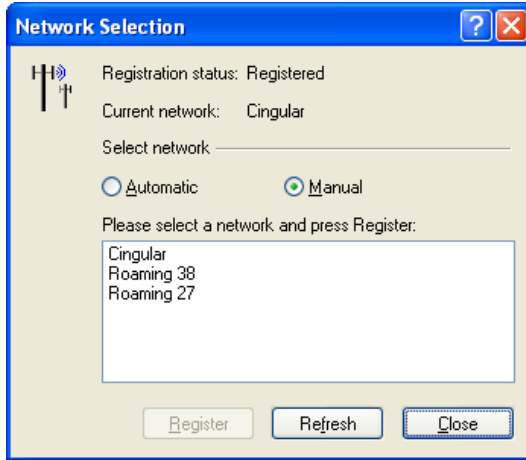 Network Selection
Registration status: Registered
Current network: Cingular
Select network
Automatic Manual
Please select a network and press Register:
Cingular
Roaming 38
Roaming 27
Register Refresh Close